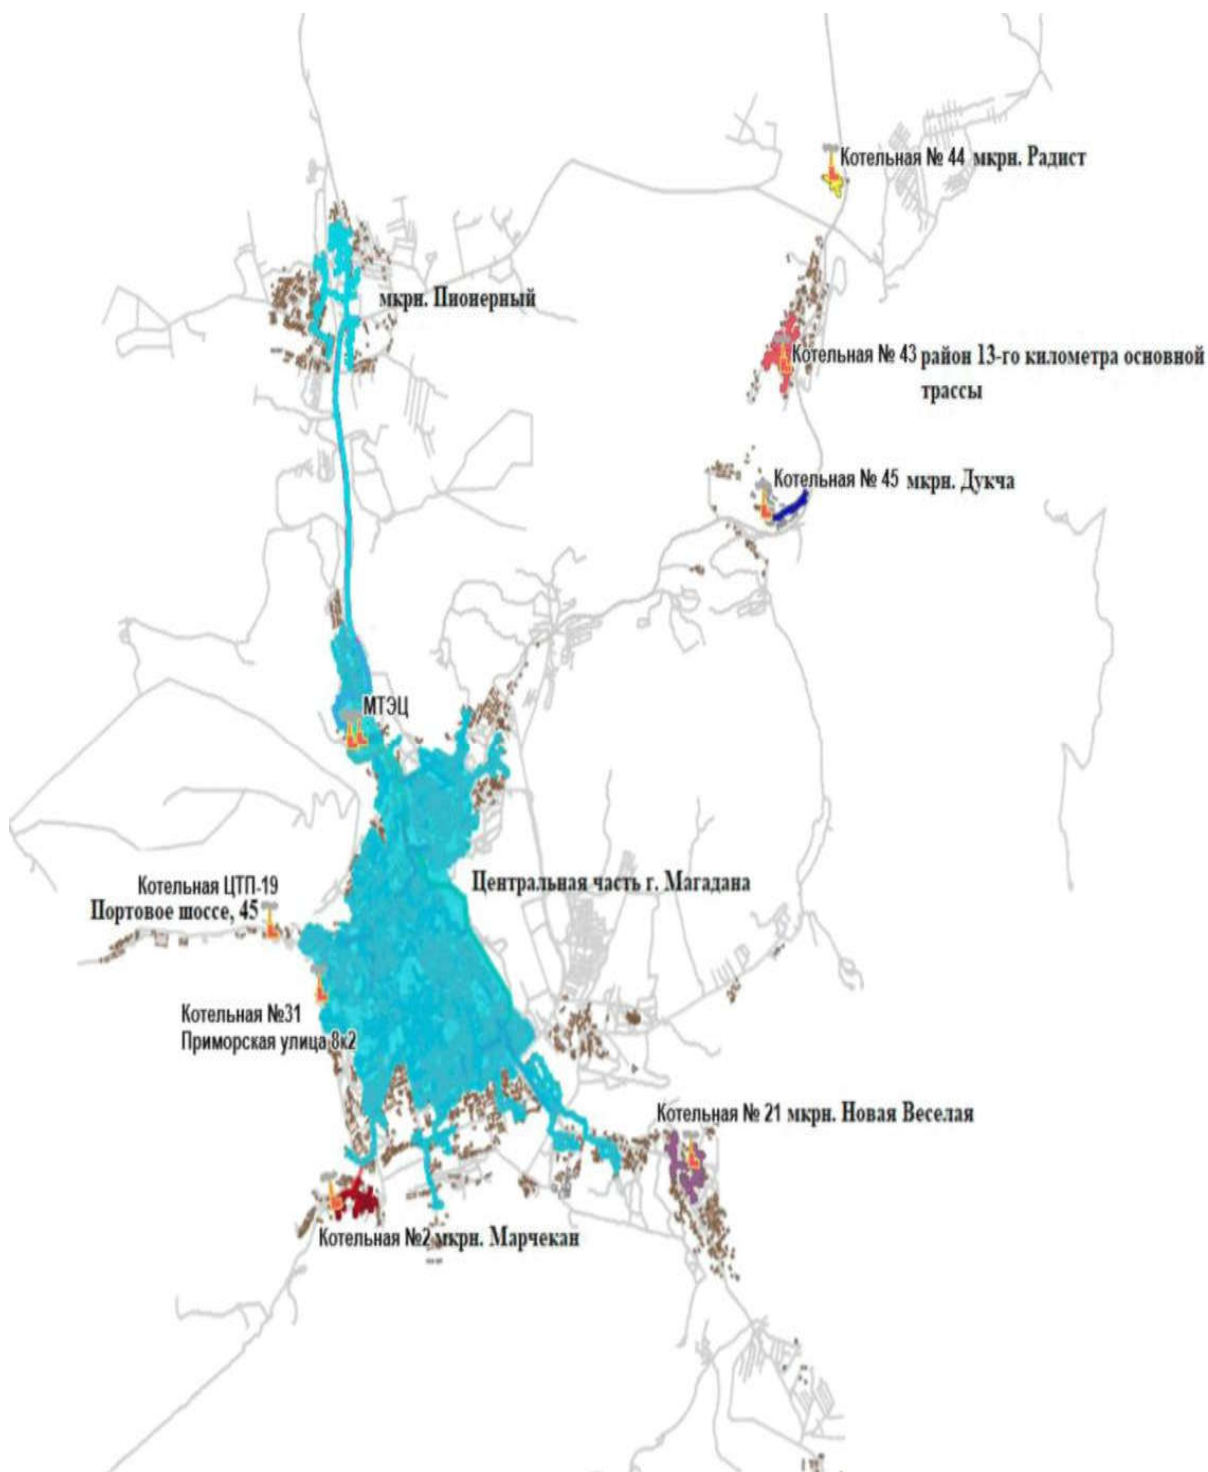 Котельная № 44 мкрн. Радист
мкрн. Пионерный
Котельная № 43 район 13-го километра основной
трассы
Котельная № 45 мкрн. Дукча
МТЭЦ
Центральная часть г. Магадана
Котельная ЦТП-19
Портовое шоссе, 45
Котельная №31
Приморская улица 8к2
Котельная № 21 мкрн. Новая Веселая
Котельная №2 мкрн. Марчекан